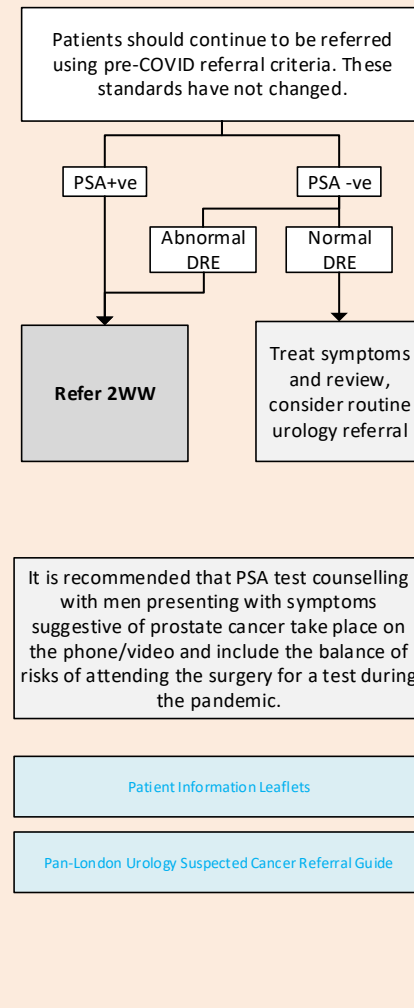 Patients should continue to be referred
using pre-COVID referral criteria. These
standards have not changed.
PSA+ve
PSA -ve
Abnormal
DRE
Normal
DRE
Refer 2WW
Treat symptoms
and review,
consider routine
urology referral
It is recommended that PSA test counselling
with men presenting with symptoms
suggestive of prostate cancer take place on
the phone/video and include the balance of
risks of attending the surgery for a test during
the pandemic.
Patient Information Leaflets
Pan-London Urology Suspected Cancer Referral Guide